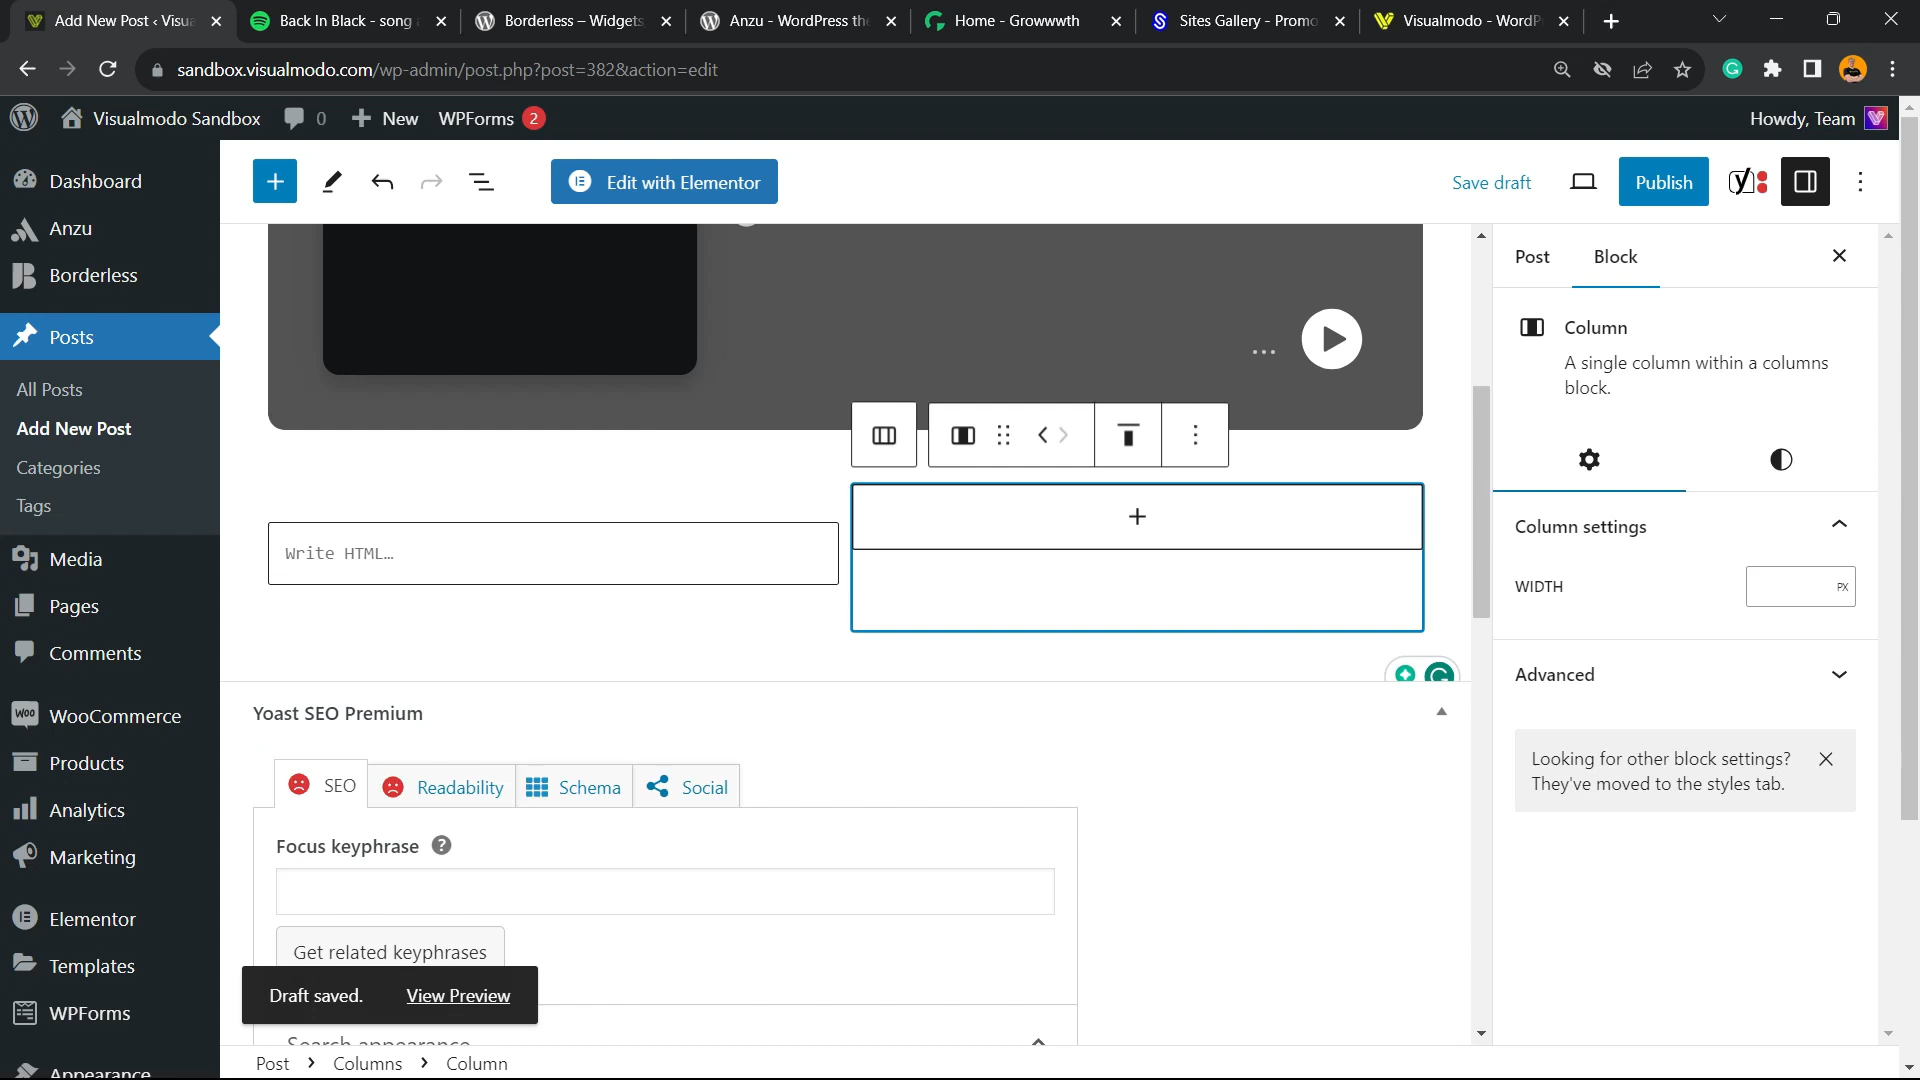 Add New Post ‹ Visua
Back In Black - song
Borderless – Widgets
Anzu - WordPress the
Home - Growwwth
Sites Gallery - Promo
Visualmodo - WordP
sandbox.visualmodo.com/wp-admin/post.php?post=382&action=edit
Visualmodo Sandbox
0
New
WPForms
2
Howdy, Team
Dashboard
Anzu
Borderless
Posts
All Posts
Add New Post
Categories
Tags
Media
Pages
Comments
WooCommerce
Products
Analytics
Marketing
Elementor
Templates
WPForms
Appearance
Edit with Elementor
Save draft
Publish
Write HTML…
Yoast SEO Premium
SEO
Readability
Schema
Social
Focus keyphrase
Get related keyphrases
Draft saved.
View Preview
Search appearance
Post
Columns
Column
Post
Block
Column
A single column within a columns
block.
Column settings
WIDTH
PX
Advanced
Looking for other block settings?
They've moved to the styles tab.